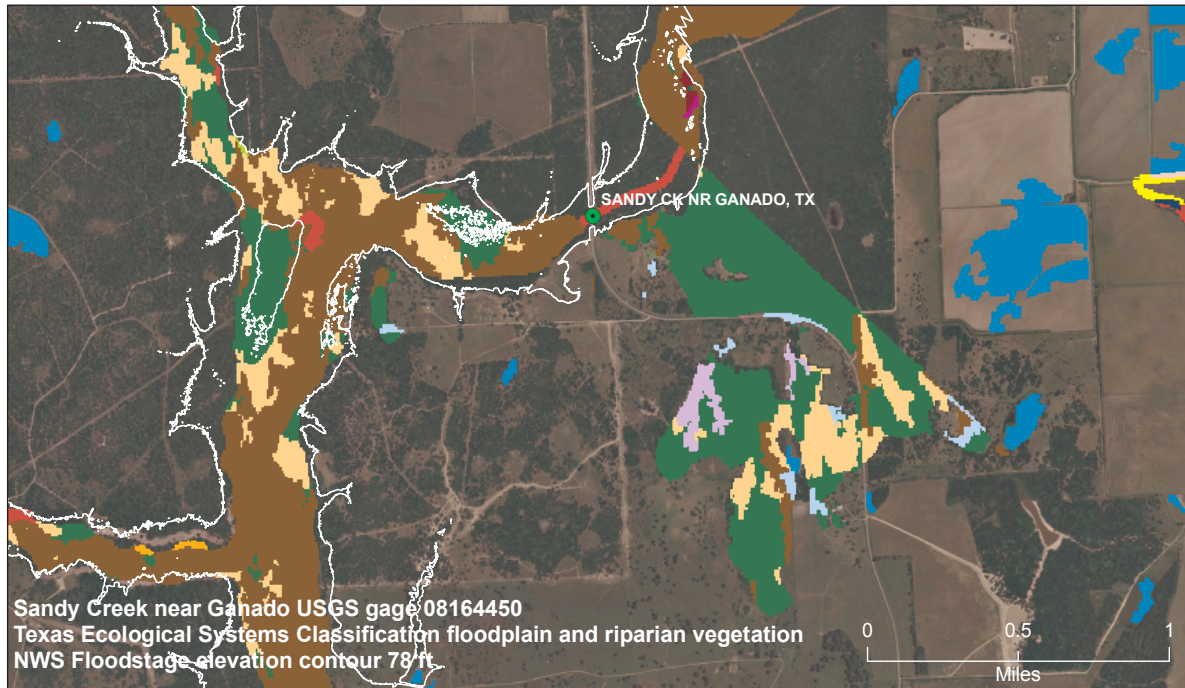 SANDY CK NR GANADO, TX
Sandy Creek near Ganado USGS gage 08164450
Texas Ecological Systems Classification floodplain and riparian vegetation
NWS Floodstage elevation contour 78 ft
0 0.5 1
Miles